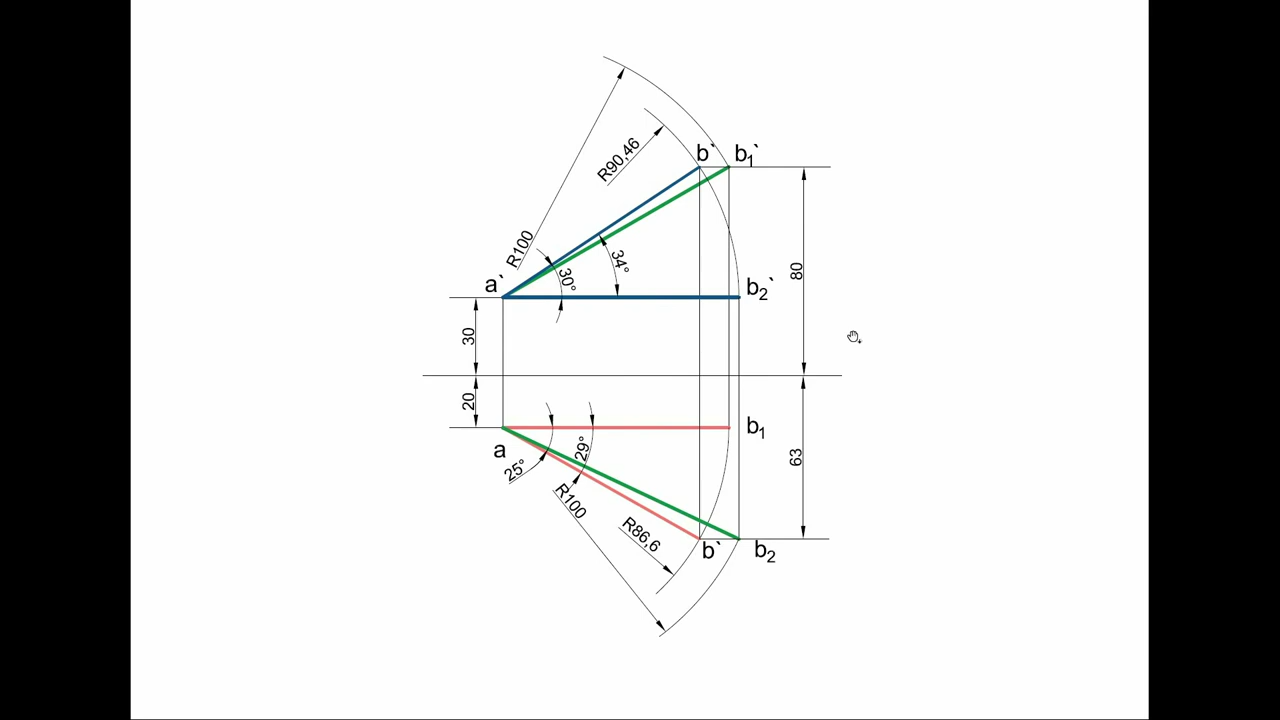 b`
b₁`
R90,46
R100
34°
30°
a`
b₂`
80
30
20
b₁
a
29°
25°
63
R100
R86,6
b`
b₂